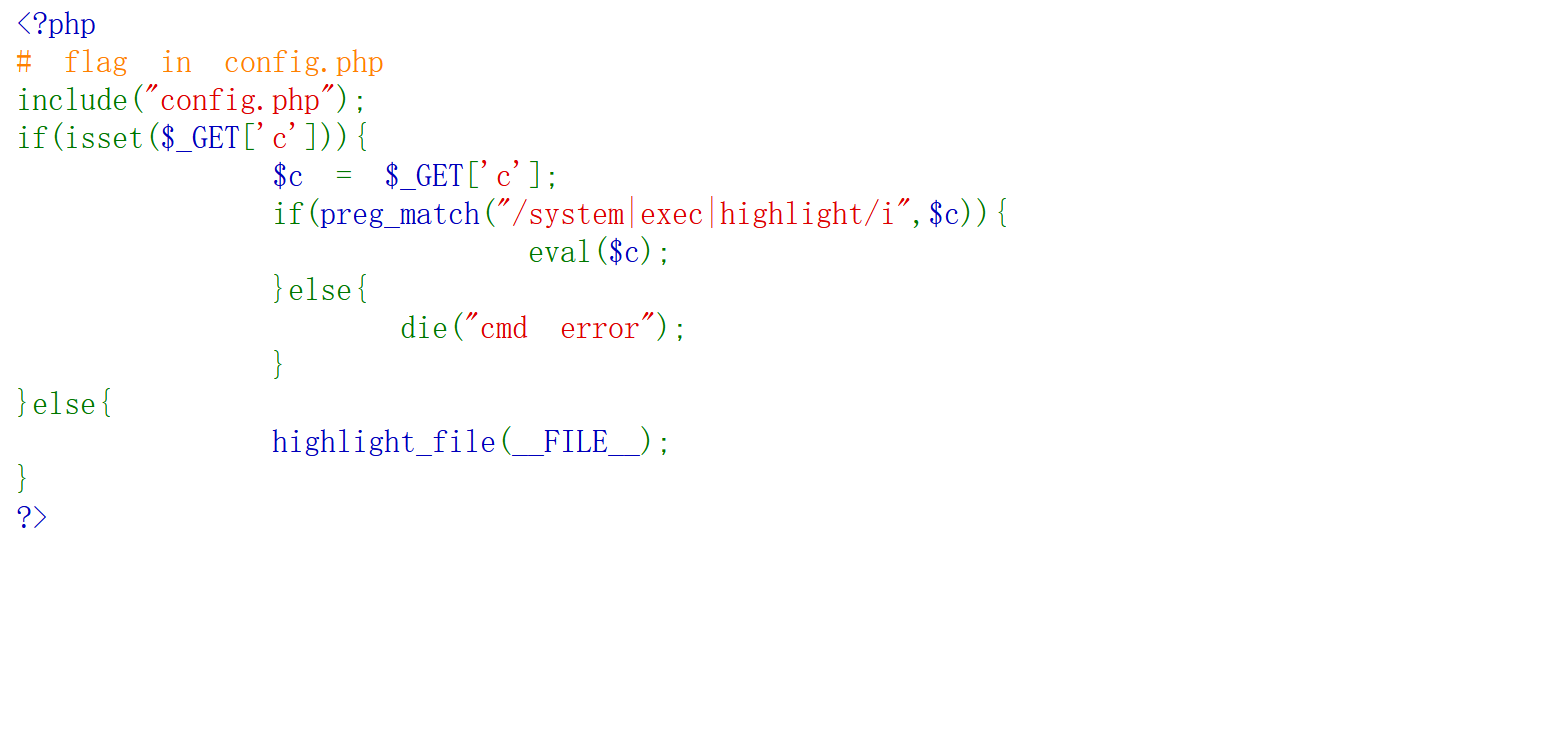 <?php
# flag in config.php
include("config.php");
if(isset($_GET['c'])){
        $c = $_GET['c'];
        if(preg_match("/system|exec|highlight/i",$c)){
                eval($c);
        }else{
            die("cmd error");
        }
}else{
        highlight_file(__FILE__);
}
?>